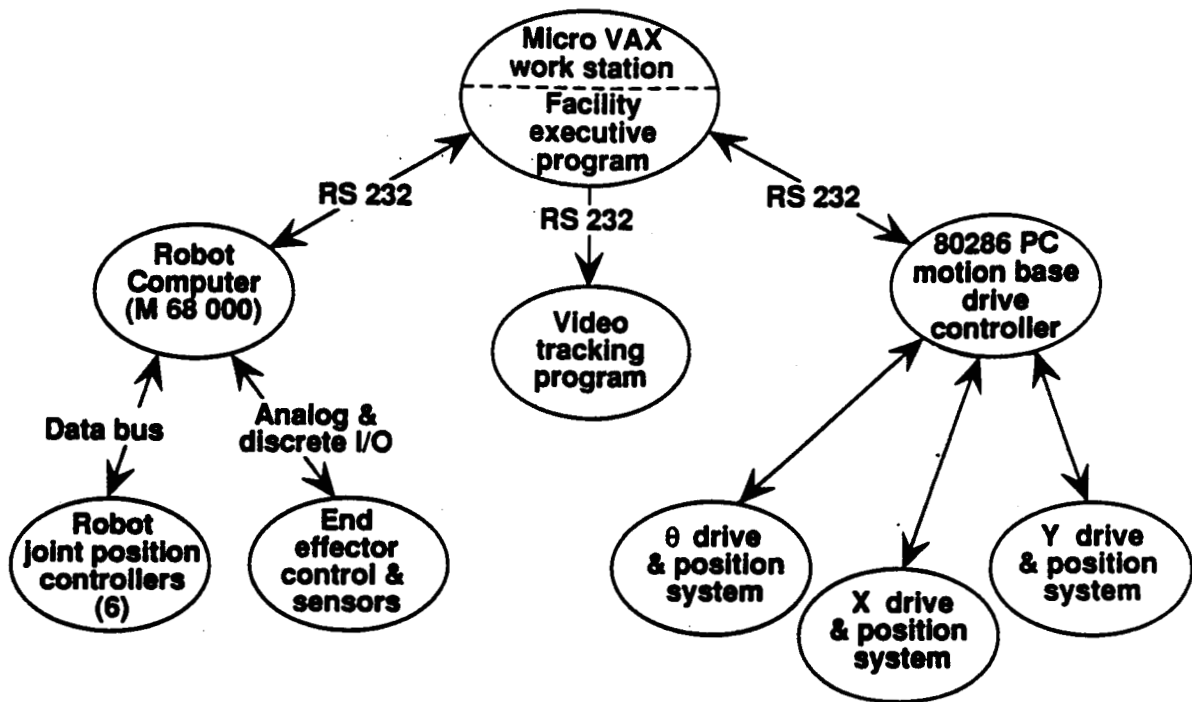 Micro VAX
work station
Facility
executive
program
RS 232
RS 232
RS 232
Robot
Computer
(M 68 000)
Video
tracking
program
80286 PC
motion base
drive
controller
Data bus
Analog &
discrete I/O
Robot
joint position
controllers
(6)
End
effector
control &
sensors
θ drive
& position
system
X drive
& position
system
Y drive
& position
system